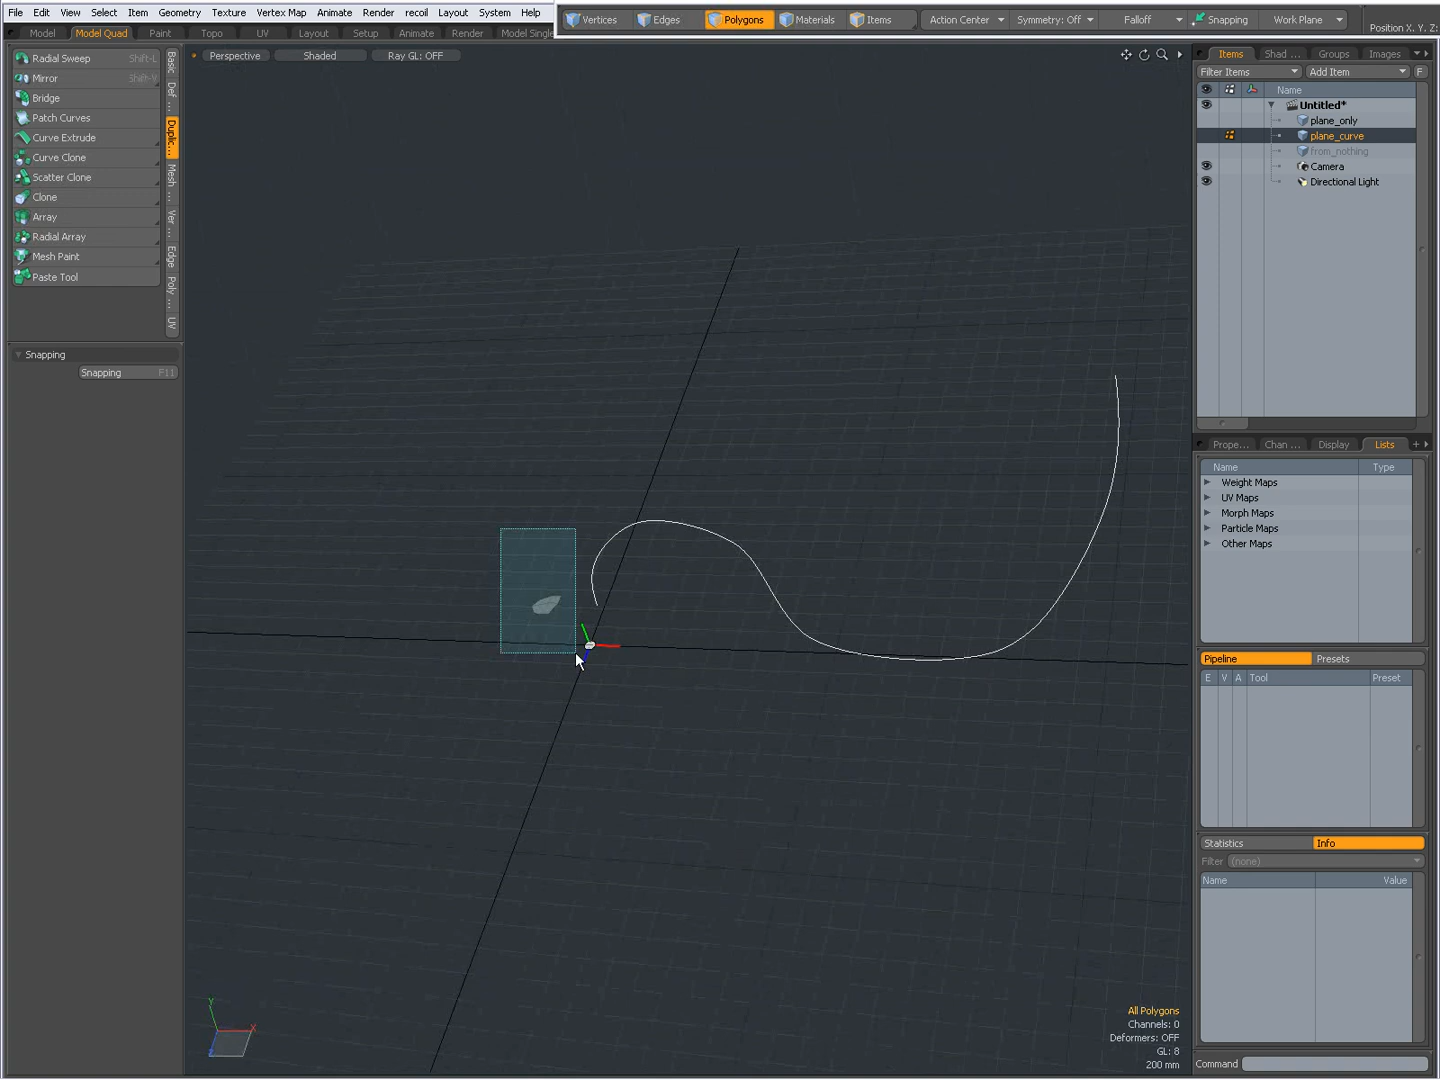 File Edit View Select Item Geometry Texture Vertex Map Animate Render recoil Layout System Help
Vertices Edges Polygons Materials Items Action Center Symmetry: Off Falloff Snapping Work Plane Position X, Y, Z:
Model Model Quad Paint Topo UV Layout Setup Animate Render Model Single
Perspective Shaded Ray GL: OFF
Radial Sweep Shift-L
Mirror Shift-V
Bridge
Patch Curves
Curve Extrude
Curve Clone
Scatter Clone
Clone
Array
Radial Array
Mesh Paint
Paste Tool
Basic
Def ...
Duplic...
Mesh ...
Ver ...
Edge
Poly ...
UV
Snapping
Snapping F11
Items Shad ... Groups Images
Filter Items Add Item F
Name
Untitled*
plane_only
plane_curve
from_nothing
Camera
Directional Light
Prope... Chan ... Display Lists +
Name Type
Weight Maps
UV Maps
Morph Maps
Particle Maps
Other Maps
Pipeline Presets
E V A Tool Preset
Statistics Info
Filter (none)
Name Value
Y
X
Z
All Polygons
Channels: 0
Deformers: OFF
GL: 8
200 mm
Command